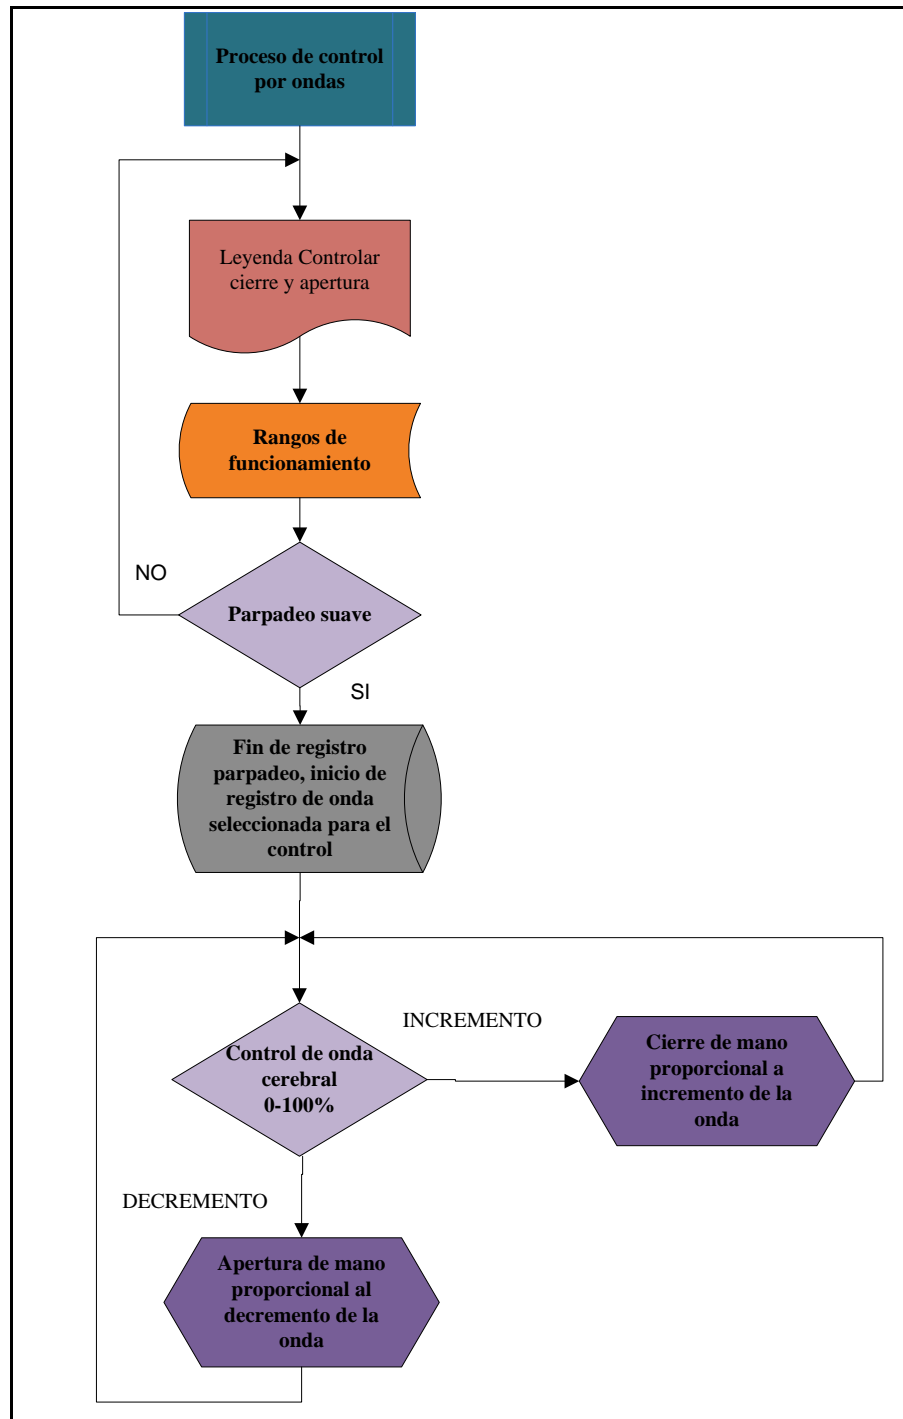 Proceso de control
por ondas
Leyenda Controlar
cierre y apertura
Rangos de
funcionamiento
NO
Parpadeo suave
SI
Fin de registro
parpadeo, inicio de
registro de onda
seleccionada para el
control
INCREMENTO
Control de onda
cerebral
0-100%
Cierre de mano
proporcional a
incremento de la
onda
DECREMENTO
Apertura de mano
proporcional al
decremento de la
onda